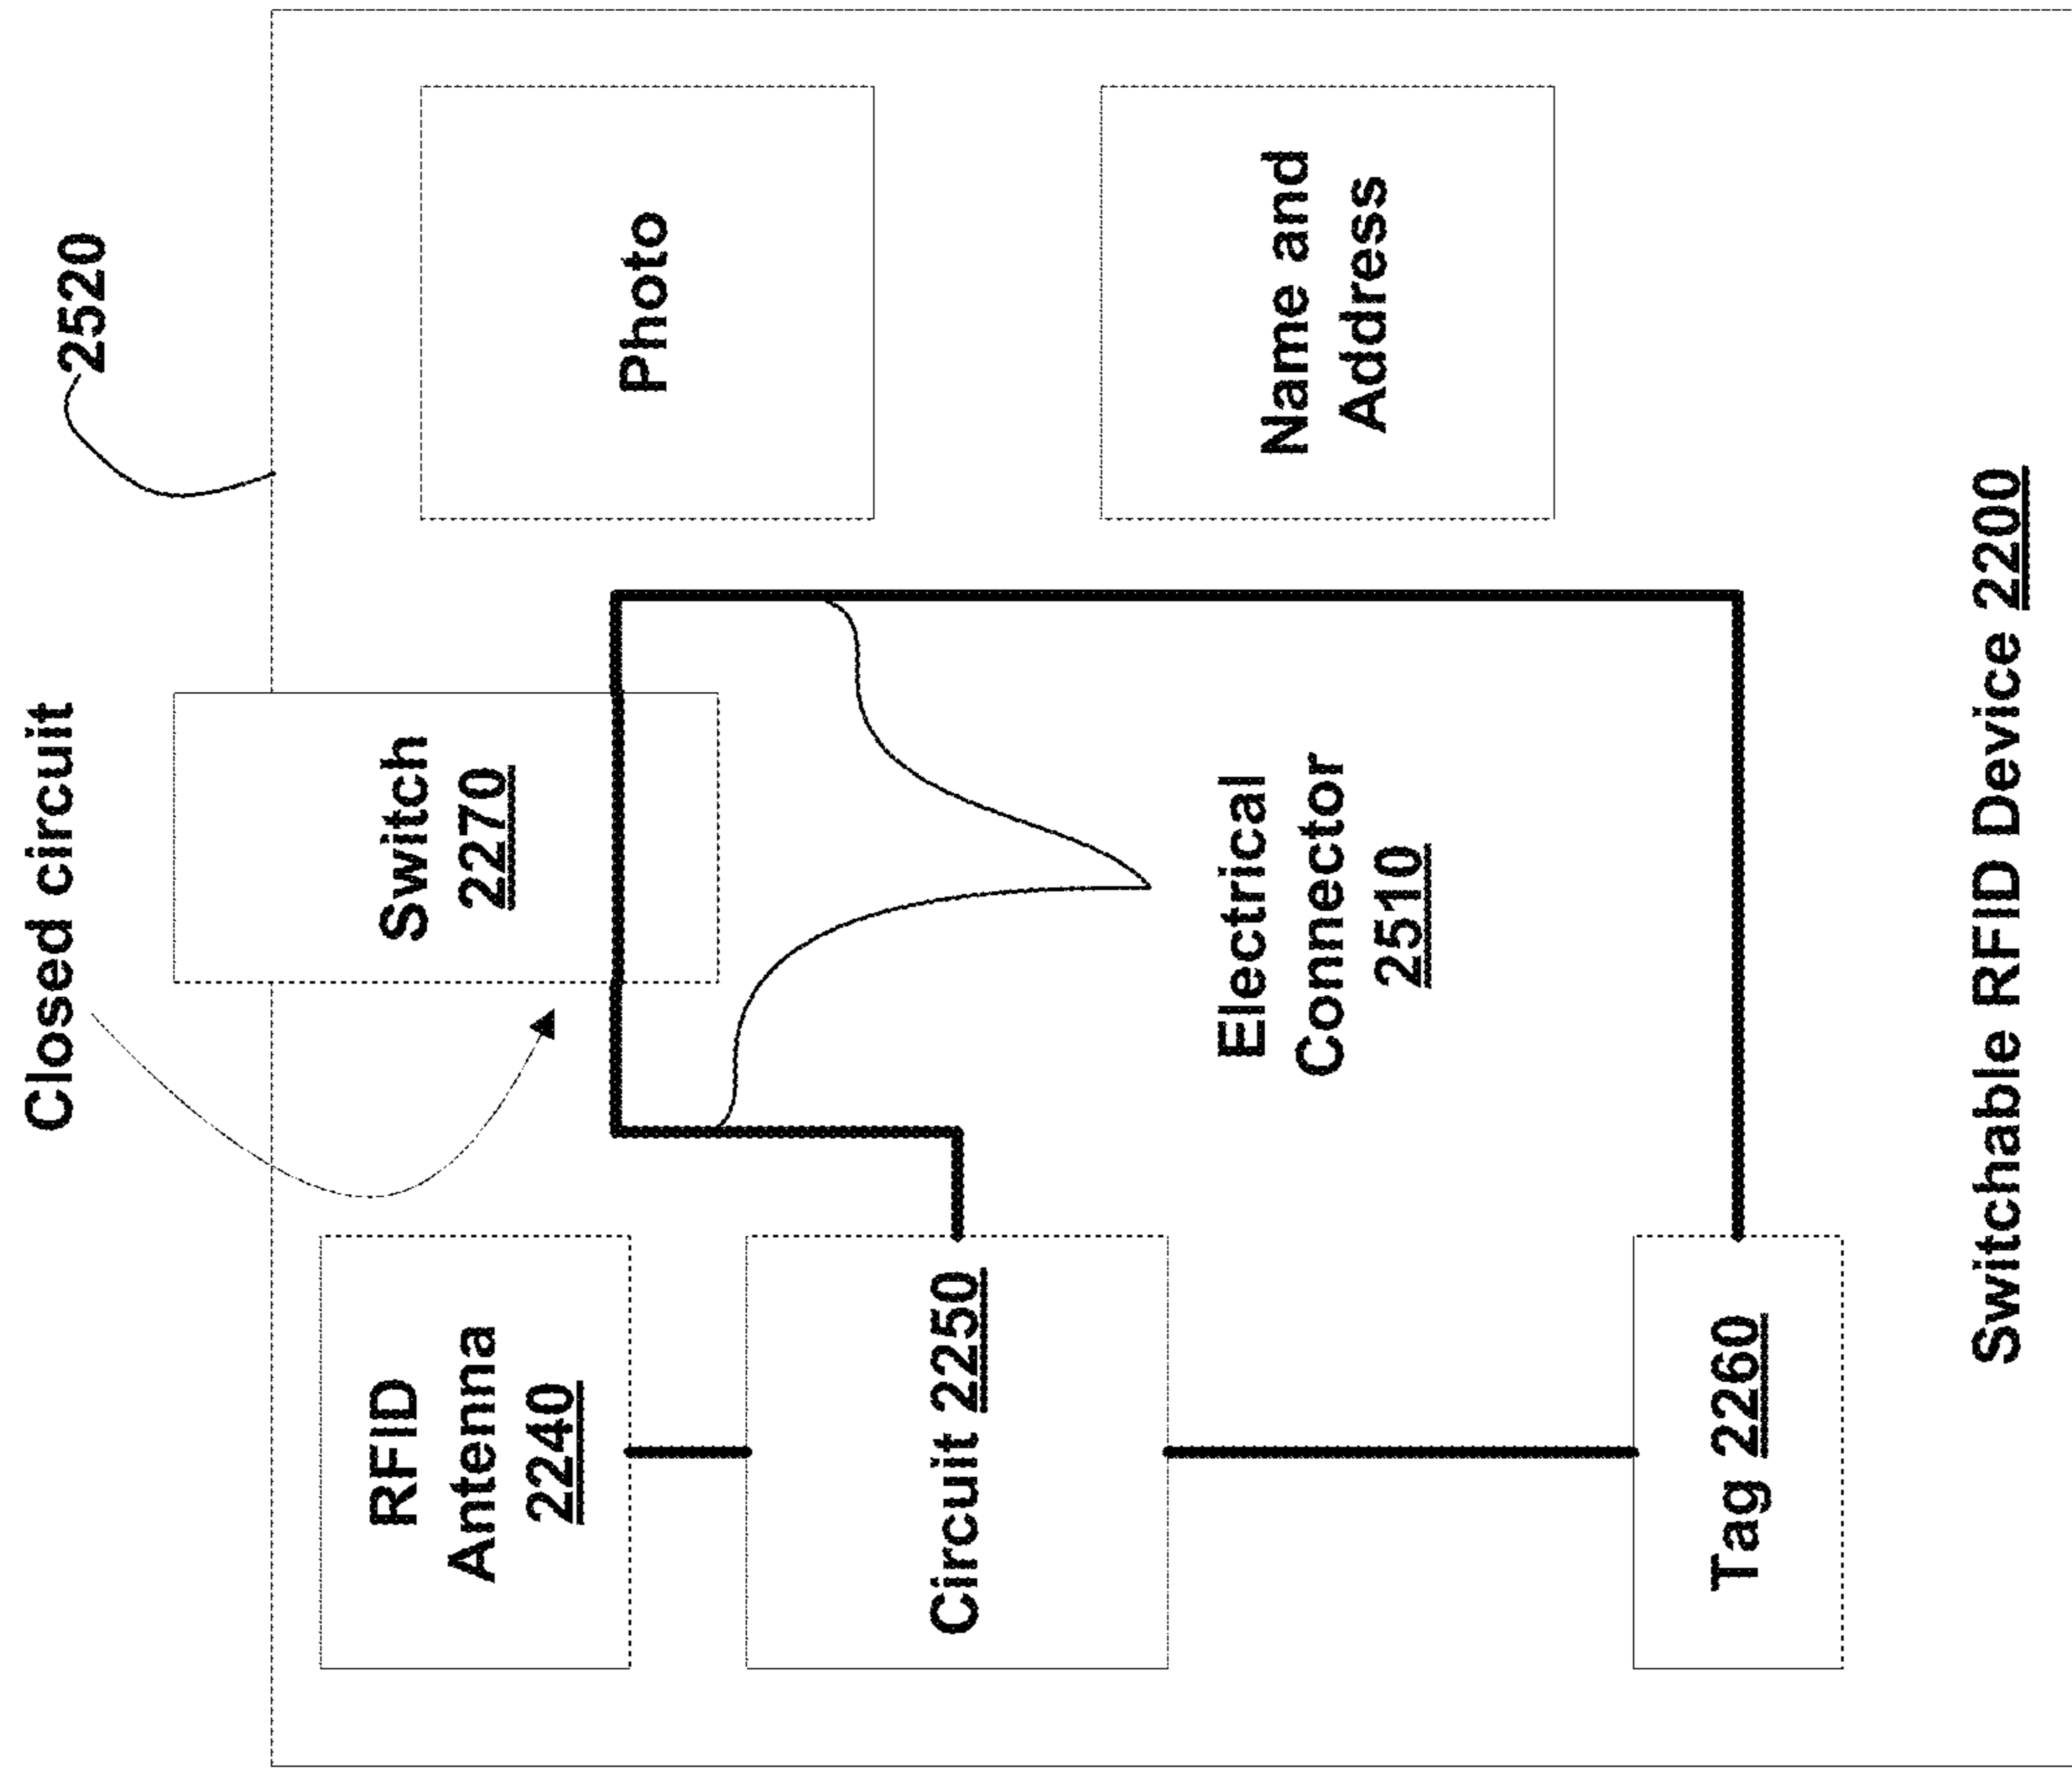 Closed circuit
2520
Switch
2270
RFID
Antenna
2240
Photo
Circuit 2250
Electrical
Connector
2510
Name and
Address
Tag 2260
Switchable RFID Device 2200